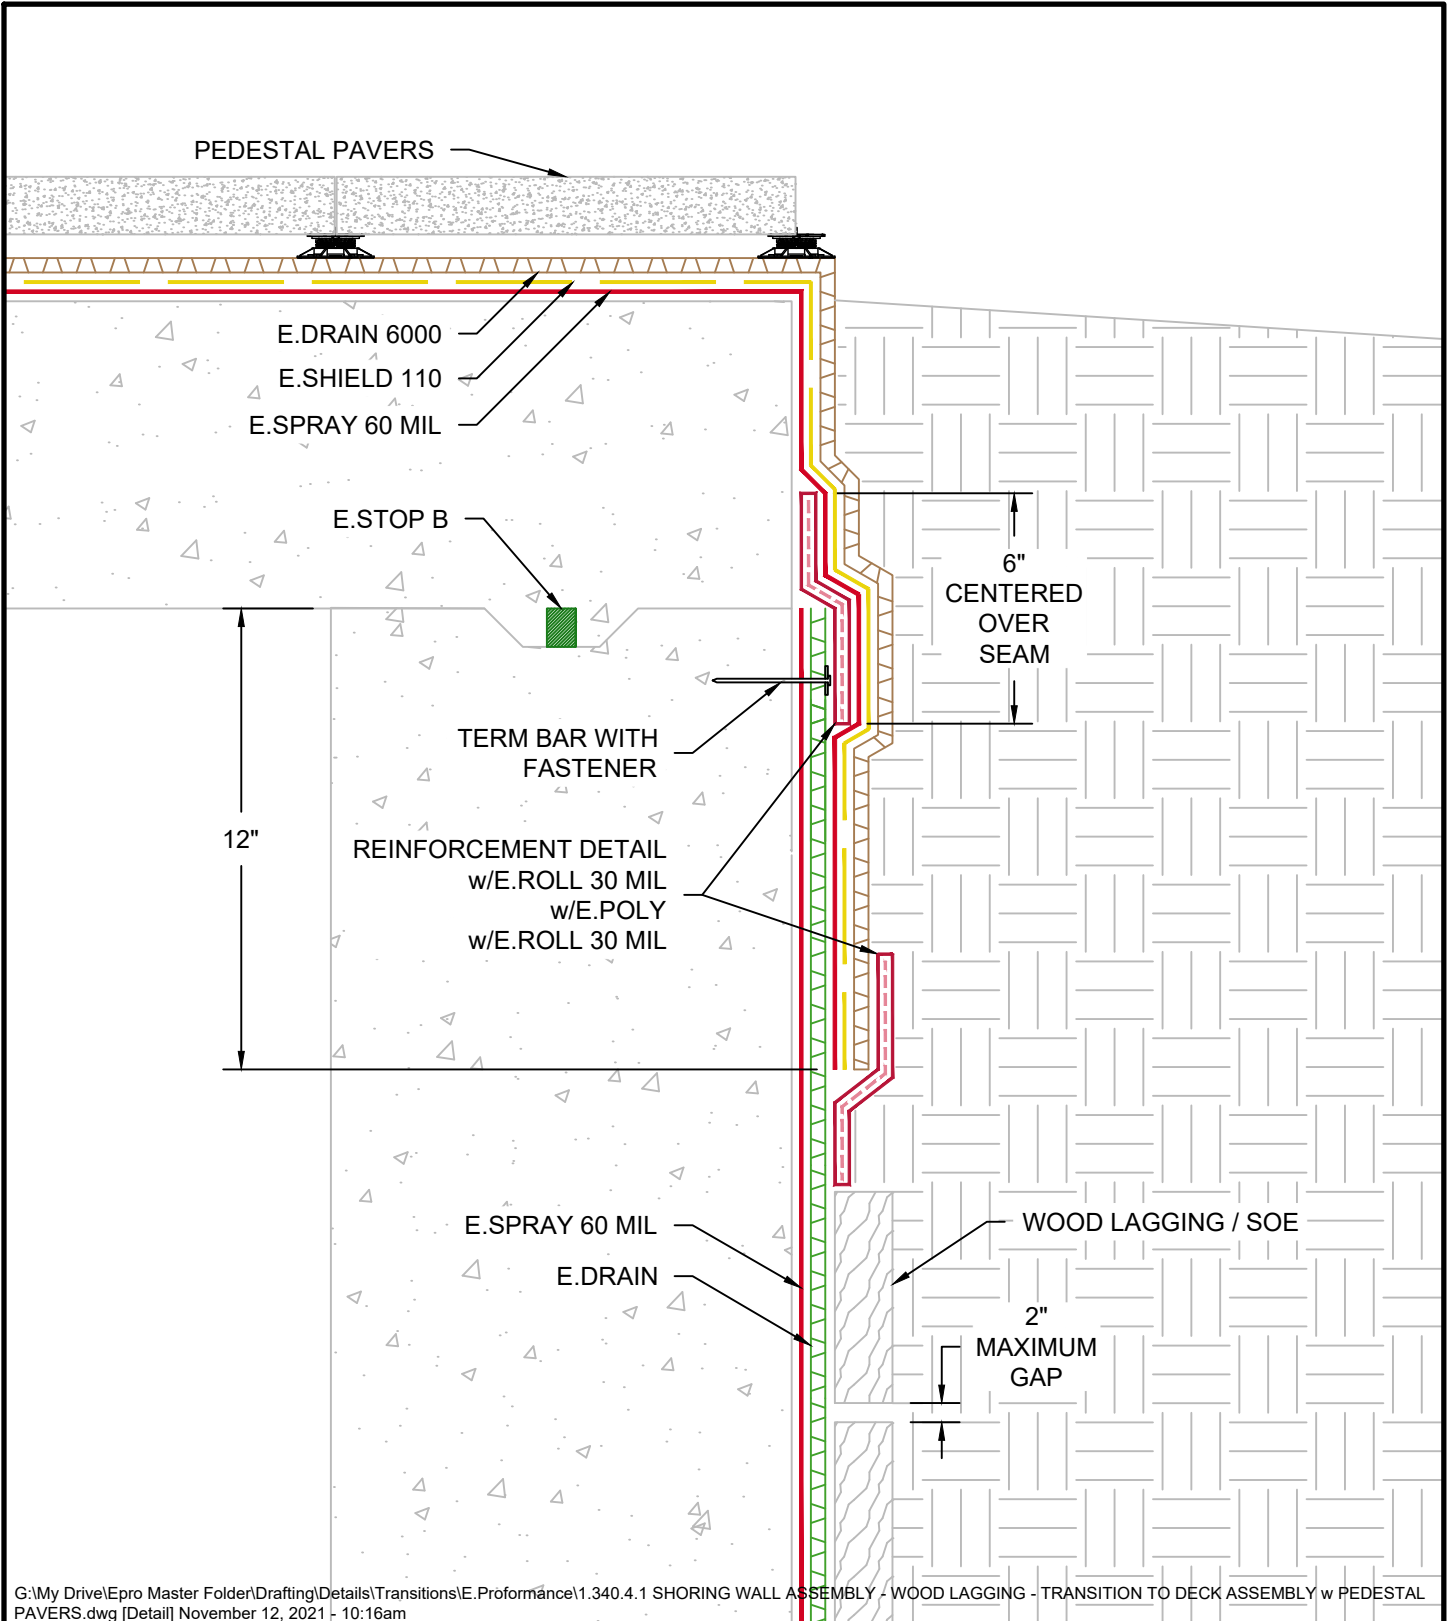 PEDESTAL PAVERS
E.DRAIN 6000
E.SHIELD 110
E.SPRAY 60 MIL
E.STOP B
6"
CENTERED
OVER
SEAM
TERM BAR WITH
FASTENER
12"
REINFORCEMENT DETAIL
w/E.ROLL 30 MIL
w/E.POLY
w/E.ROLL 30 MIL
E.SPRAY 60 MIL
E.DRAIN
WOOD LAGGING / SOE
2"
MAXIMUM
GAP
G:\My Drive\Epro Master Folder\Drafting\Details\Transitions\E.Proformance\1.340.4.1 SHORING WALL ASSEMBLY - WOOD LAGGING - TRANSITION TO DECK ASSEMBLY w PEDESTAL
PAVERS.dwg [Detail] November 12, 2021 - 10:16am